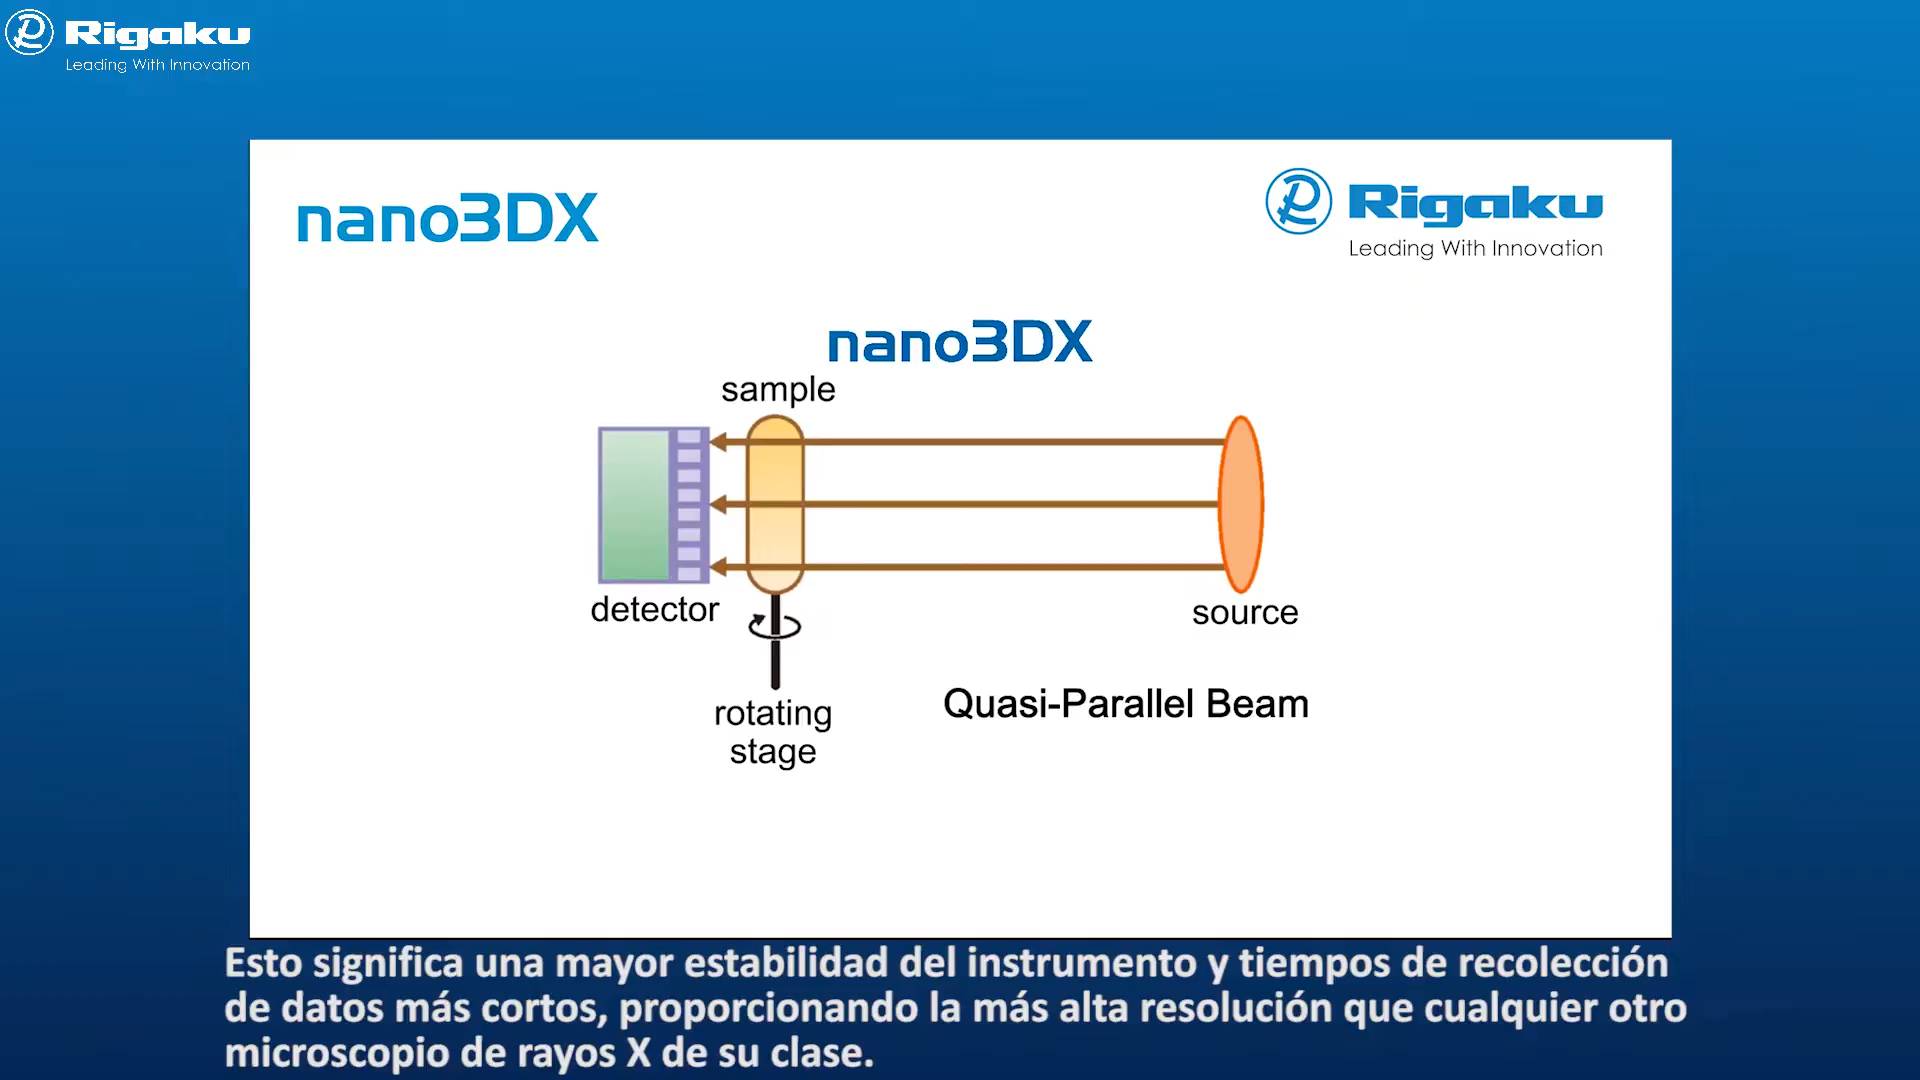 Rigaku
Leading With Innovation
nano3DX
Rigaku
Leading With Innovation
nano3DX
sample
detector
source
rotating
stage
Quasi-Parallel Beam
Esto significa una mayor estabilidad del instrumento y tiempos de recolección
de datos más cortos, proporcionando la más alta resolución que cualquier otro
microscopio de rayos X de su clase.